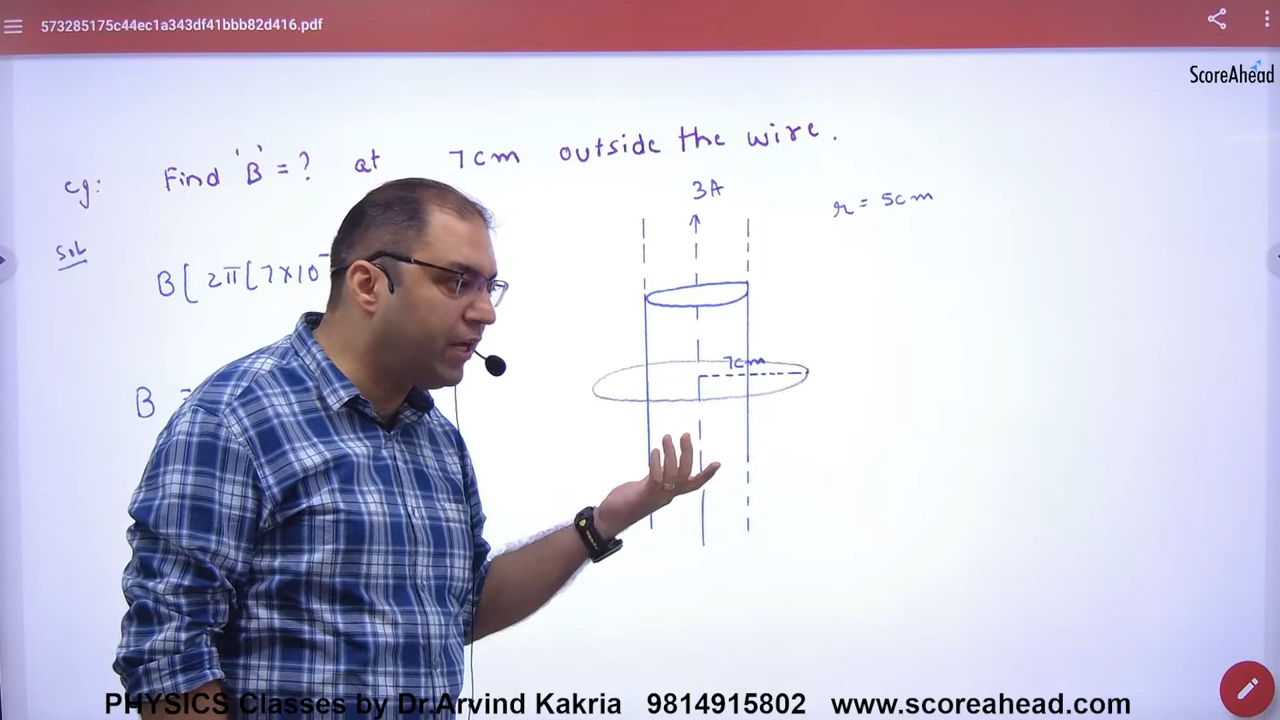 573285175c44ec1a343df41bbb82d416.pdf
ScoreAhead
eg: Find 'B' = ? at 7cm outside the wire.
3A
r = 5cm
Sol
B[2π[7×10
7cm
B =
PHYSICS Classes by Dr.Arvind Kakria 9814915802 www.scoreahead.com